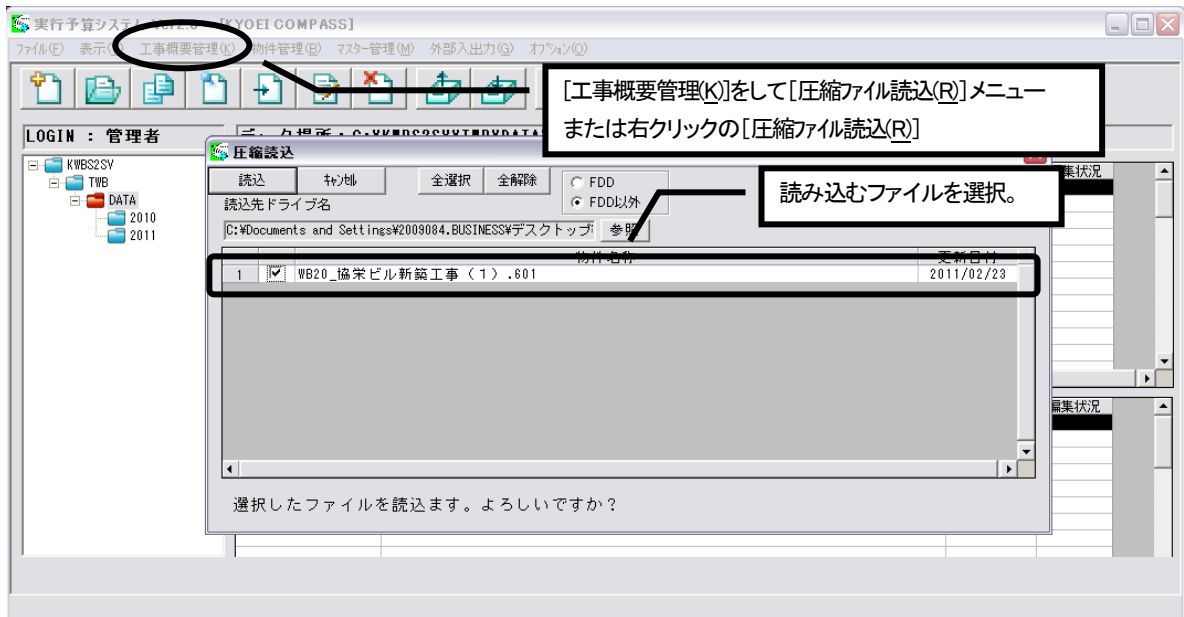 実行予算システム [KYOEI COMPASS]
ファイル(F) 表示 工事概要管理(K) 物件管理(B) マスター管理(M) 外部入出力(G) オプション(O)
[工事概要管理(K)]をして[圧縮ファイル読込(R)]メニュー
または右クリックの[圧縮ファイル読込(R)]
LOGIN : 管理者
データ場所
KWBS2SV
TWB
DATA
2010
2011
圧縮読込
読込 キャンセル 全選択 全解除
FDD
FDD以外
編集状況
読み込むファイルを選択。
読込先ドライブ名
C:¥Documents and Settings¥2009084.BUSINESS¥デスクトップ 参照
物件名称 更新日付
1 WB20_協栄ビル新築工事(1).601 2011/02/23
編集状況
選択したファイルを読込ます。よろしいですか?